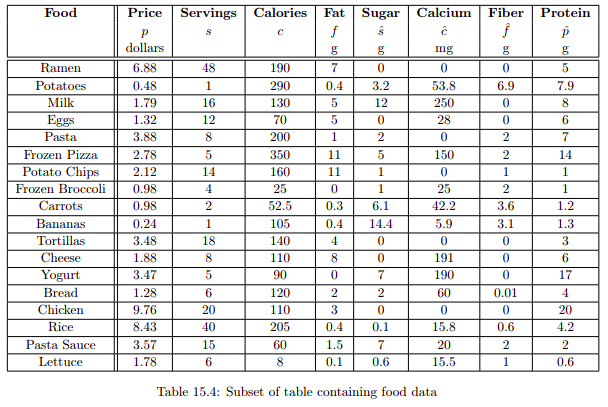 Food Price Servings Calories Fat Sugar Calcium Fiber Protein
p s c f ŝ ĉ f̂ p̂
dollars g g mg g g
Ramen 6.88 48 190 7 0 0 0 5
Potatoes 0.48 1 290 0.4 3.2 53.8 6.9 7.9
Milk 1.79 16 130 5 12 250 0 8
Eggs 1.32 12 70 5 0 28 0 6
Pasta 3.88 8 200 1 2 0 2 7
Frozen Pizza 2.78 5 350 11 5 150 2 14
Potato Chips 2.12 14 160 11 1 0 1 1
Frozen Broccoli 0.98 4 25 0 1 25 2 1
Carrots 0.98 2 52.5 0.3 6.1 42.2 3.6 1.2
Bananas 0.24 1 105 0.4 14.4 5.9 3.1 1.3
Tortillas 3.48 18 140 4 0 0 0 3
Cheese 1.88 8 110 8 0 191 0 6
Yogurt 3.47 5 90 0 7 190 0 17
Bread 1.28 6 120 2 2 60 0.01 4
Chicken 9.76 20 110 3 0 0 0 20
Rice 8.43 40 205 0.4 0.1 15.8 0.6 4.2
Pasta Sauce 3.57 15 60 1.5 7 20 2 2
Lettuce 1.78 6 8 0.1 0.6 15.5 1 0.6
Table 15.4: Subset of table containing food data